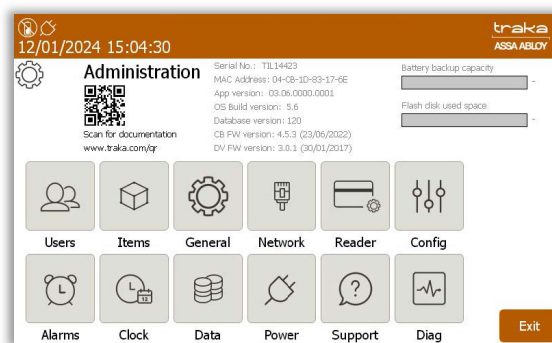 traka
12/01/2024 15:04:30
ASSA ABLOY
Administration
Serial No.: TIL14423
MAC Address: 04-CB-1D-83-17-6E
App version: 03.06.0000.0001
OS Build version: 5.6
Database version: 120
CB FW version: 4.5.3 (23/06/2022)
DV FW version: 3.0.1 (30/01/2017)
Battery backup capacity
-
Flash disk used space
-
Scan for documentation
www.traka.com/qr
Users
Items
General
Network
Reader
Config
12
Alarms
Clock
Data
Power
Support
Diag
Exit